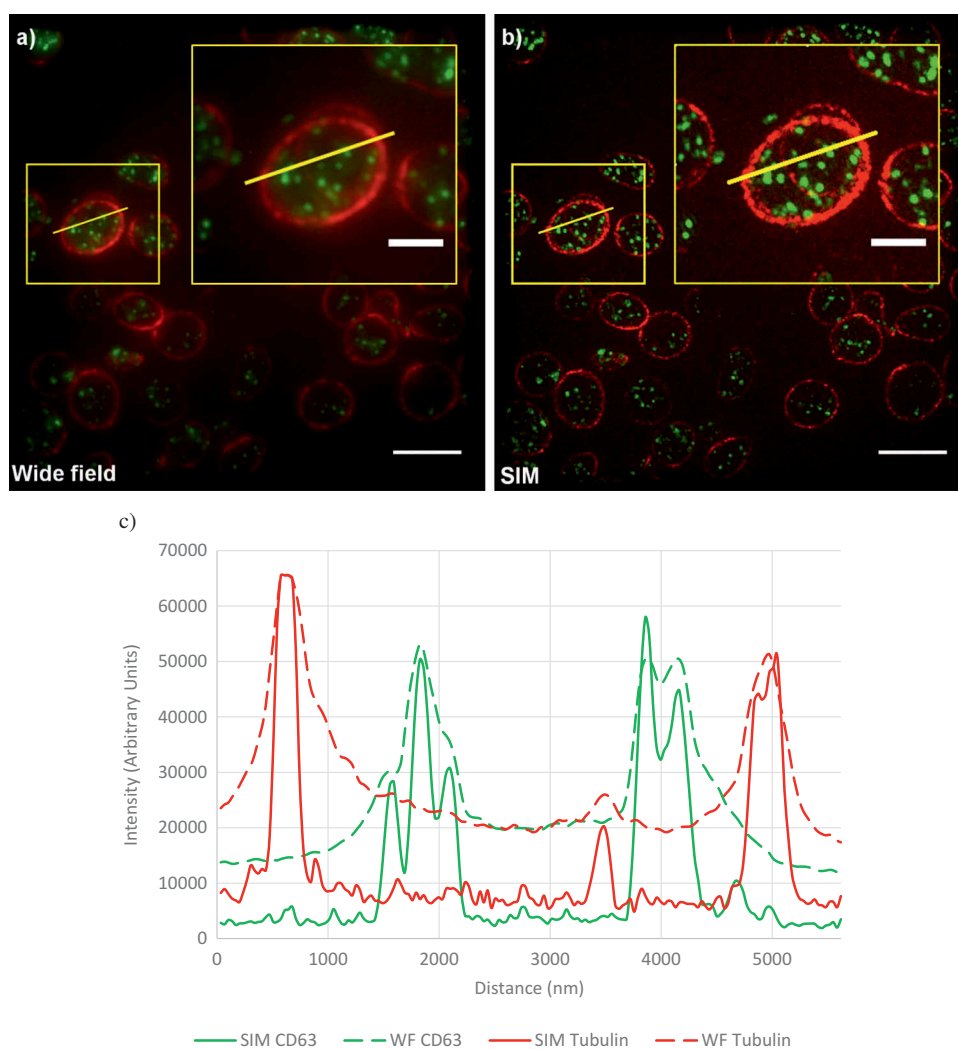 a)
b)
Wide field
SIM
c)
70000
60000
50000
40000
30000
20000
10000
0
Intensity (Arbitrary Units)
0 1000 2000 3000 4000 5000
Distance (nm)
SIM CD63 WF CD63 SIM Tubulin WF Tubulin